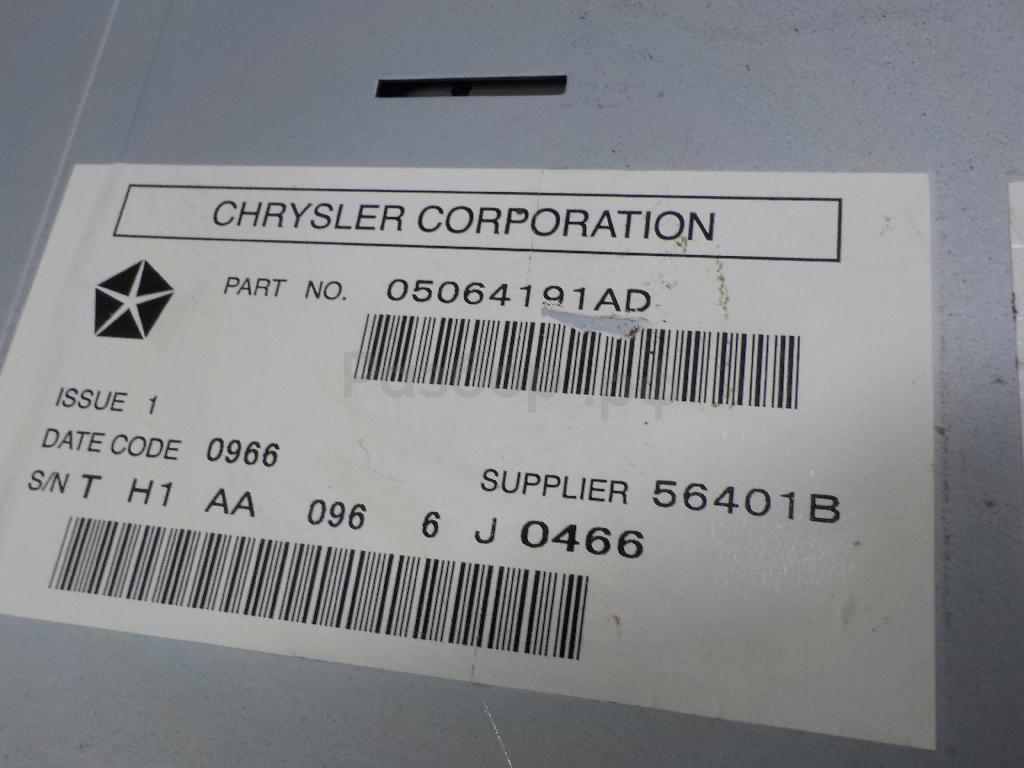 CHRYSLER CORPORATION
PART NO. 05064191AD
ISSUE 1
DATE CODE 0966
SUPPLIER 56401B
S/N T H1 AA 096 6 J 0466